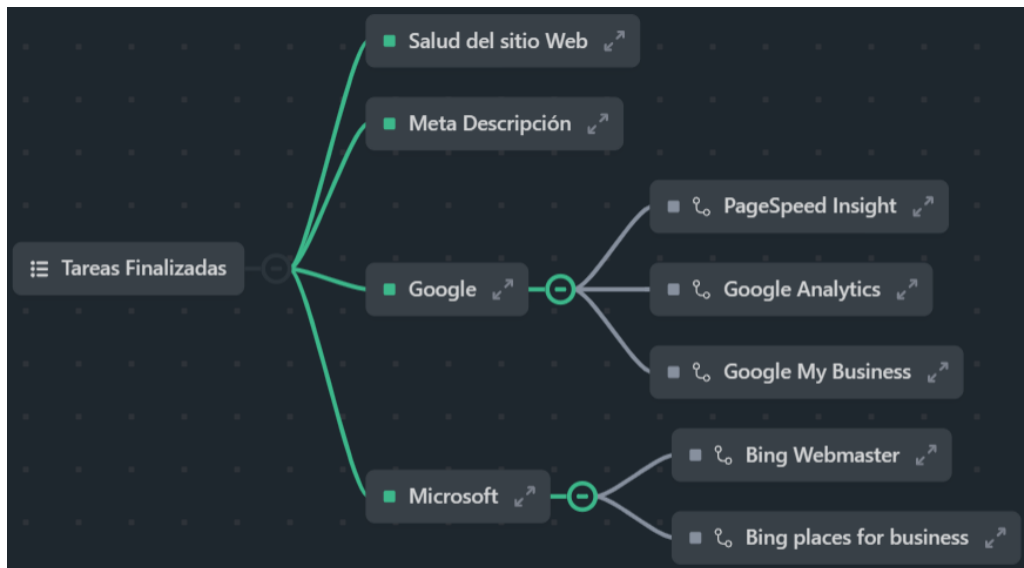 Salud del sitio Web
Meta Descripción
PageSpeed Insight
Tareas Finalizadas
Google
Google Analytics
Google My Business
Bing Webmaster
Microsoft
Bing places for business